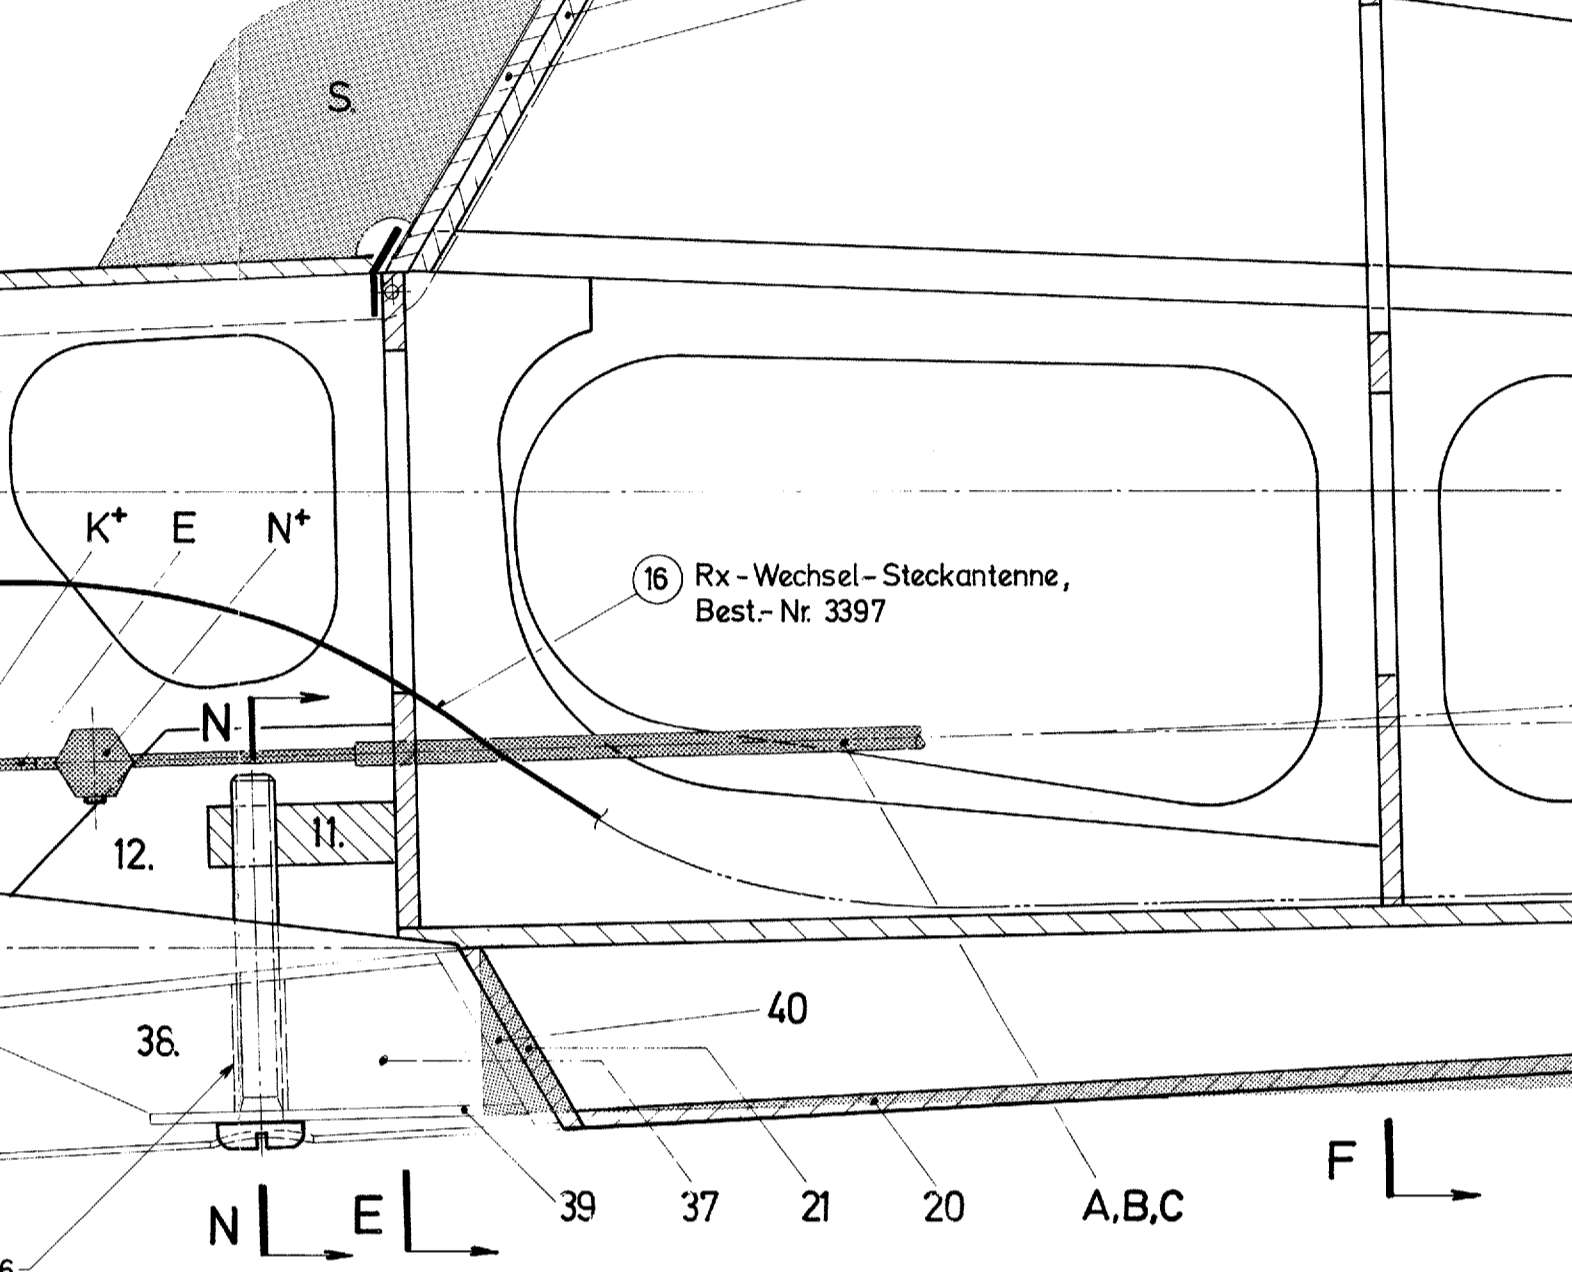 S.
K⁺ E N⁺
16 Rx-Wechsel-Steckantenne,
Best.-Nr. 3397
N
11.
12.
40
38.
F
39 37 21 20 A,B,C
N E
6